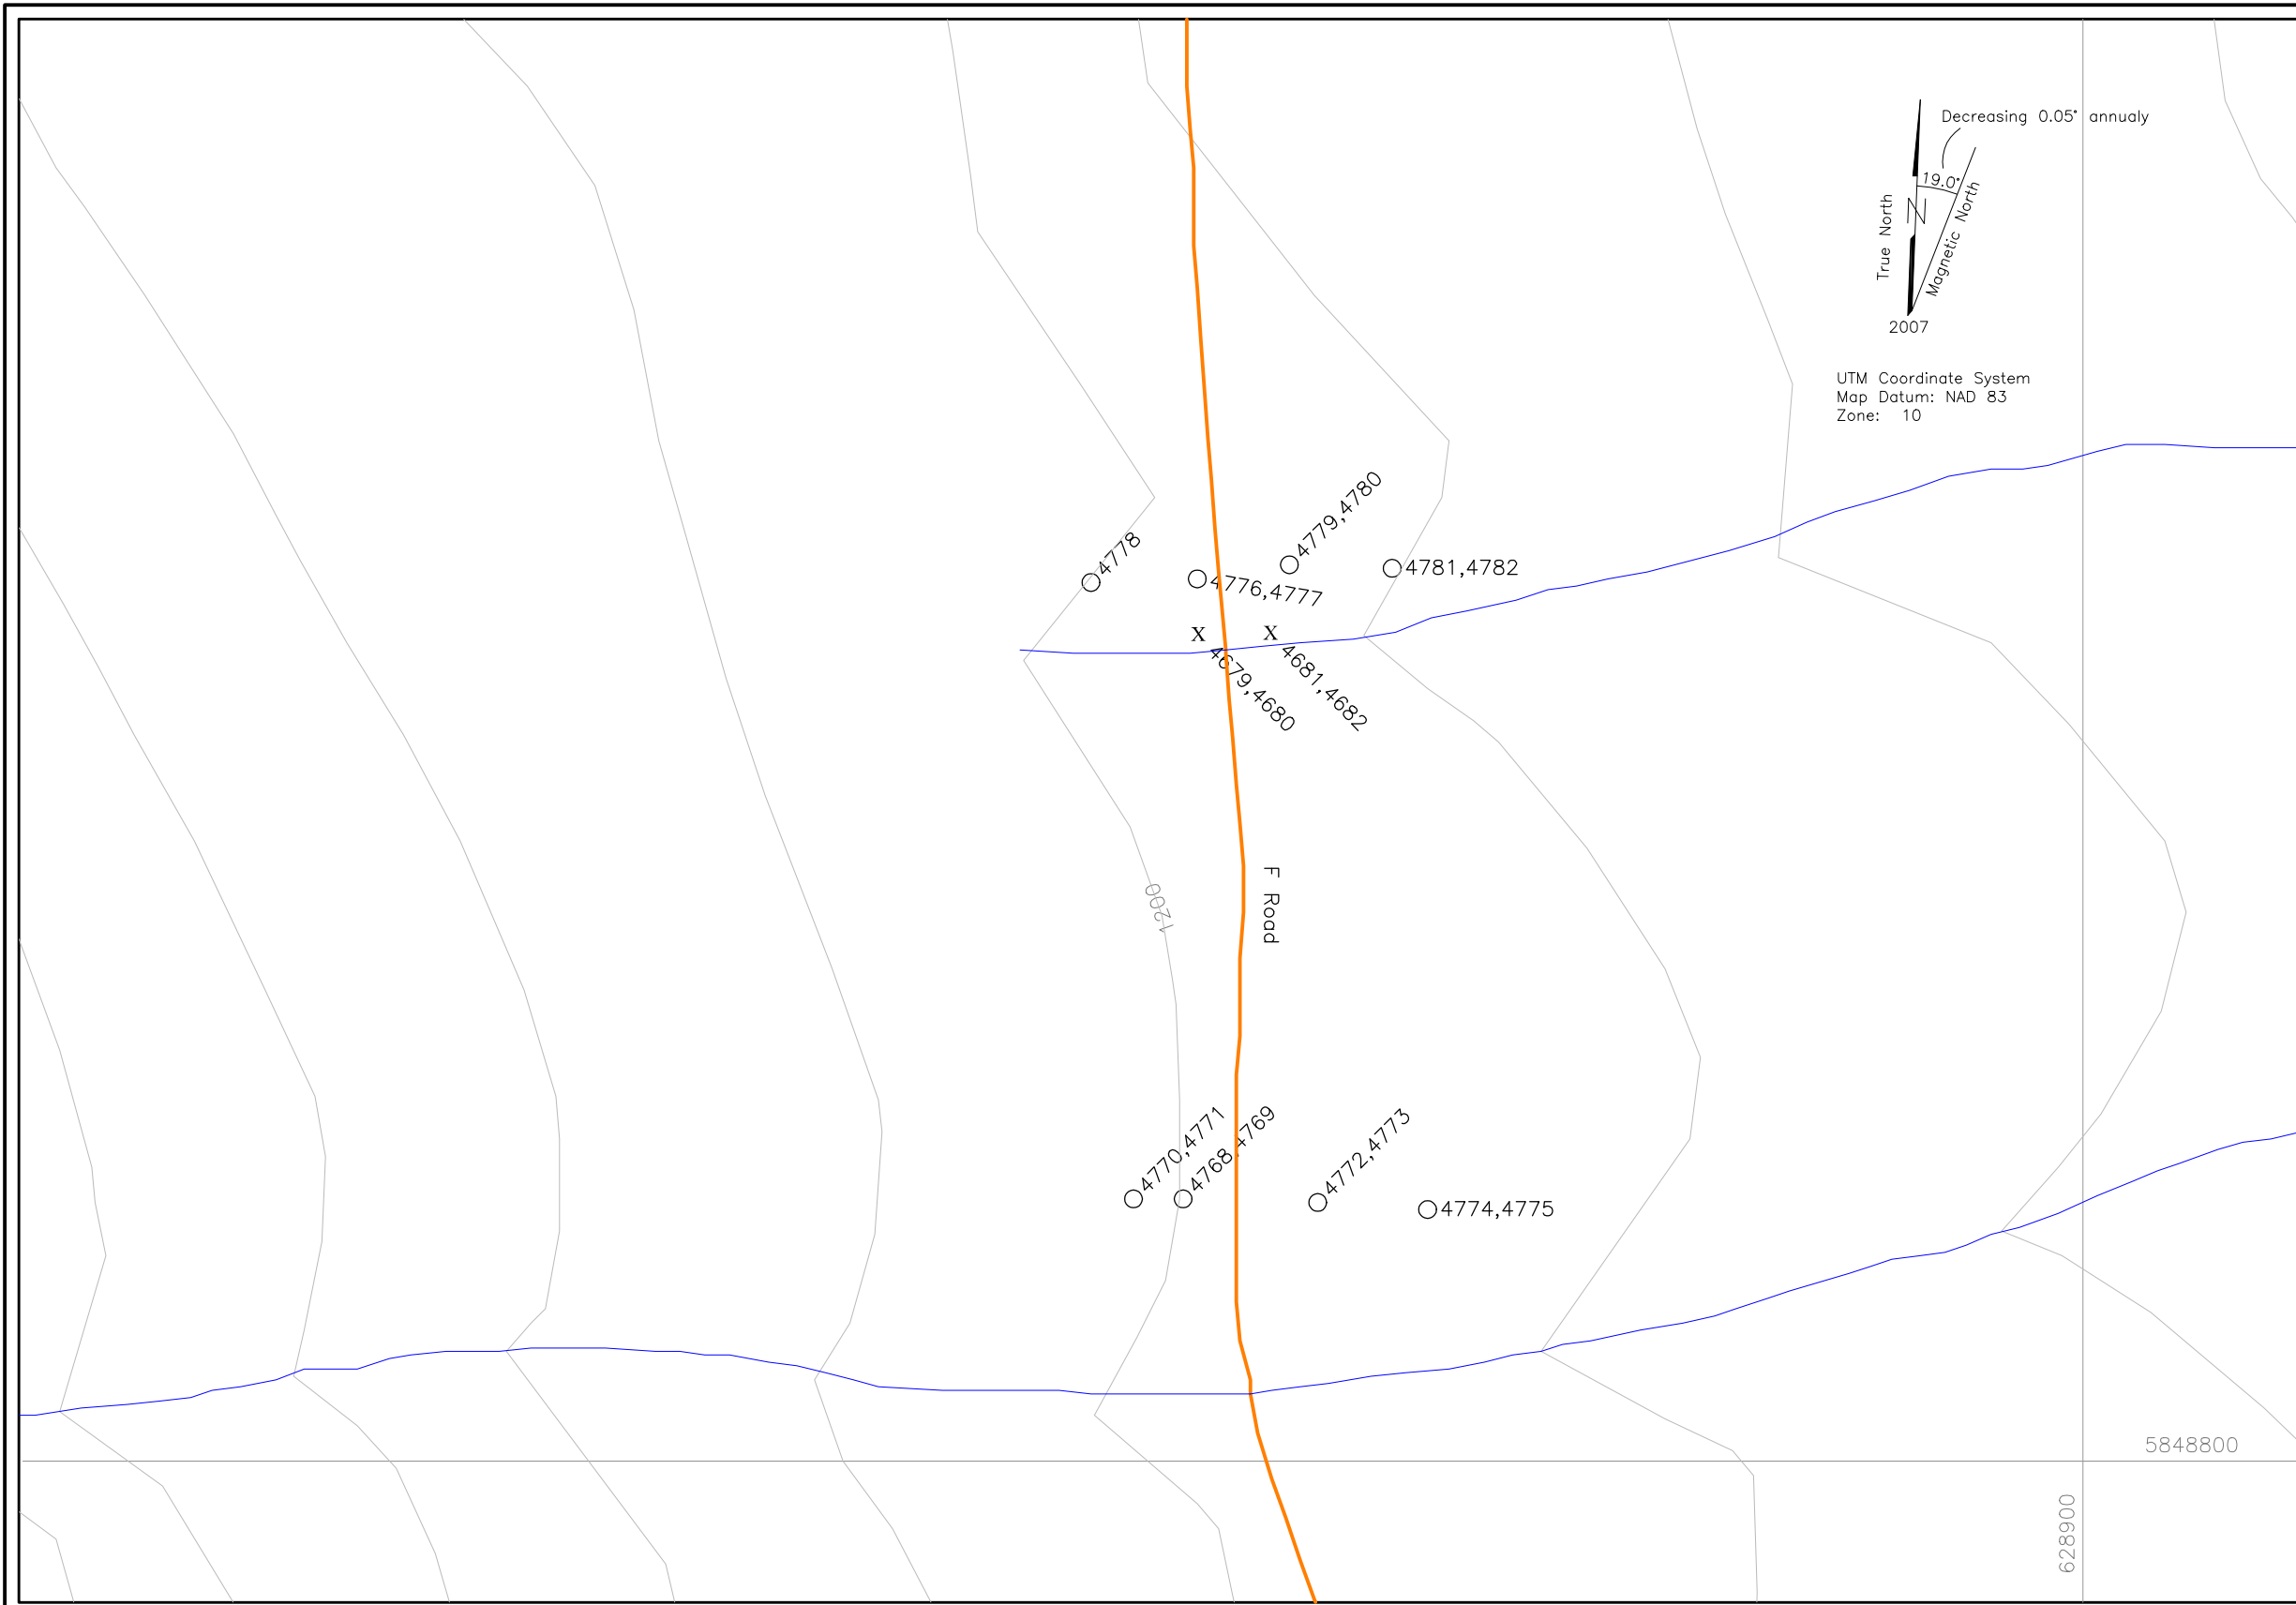 Decreasing 0.05° annualy
19.0°
True North
N
Magnetic North
2007
UTM Coordinate System
Map Datum: NAD 83
Zone: 10
4779,4780
4778
4781,4782
4776,4777
X
X
4679,4680
4681,4682
F Road
1200
4770,4771
4768,4769
4772,4773
4774,4775
5848800
628900